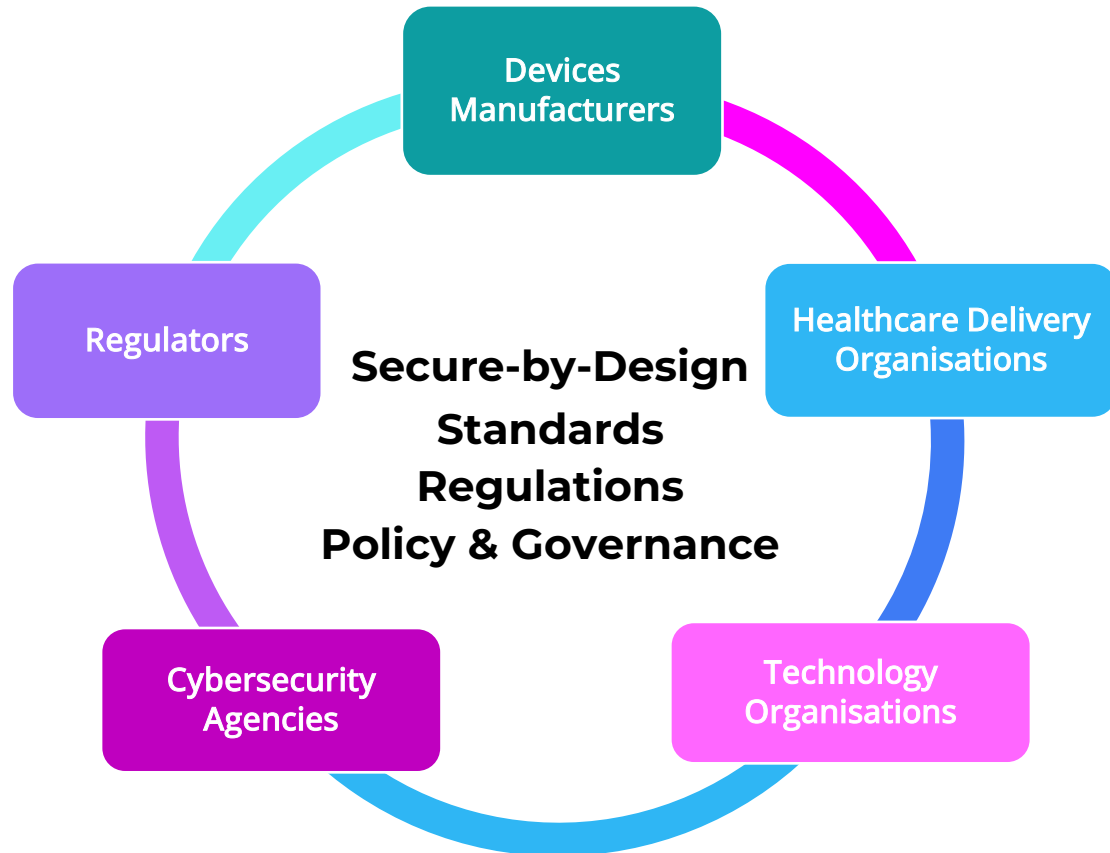 Devices
Manufacturers
Regulators
Healthcare Delivery
Organisations
Secure-by-Design
Standards
Regulations
Policy & Governance
Cybersecurity
Agencies
Technology
Organisations